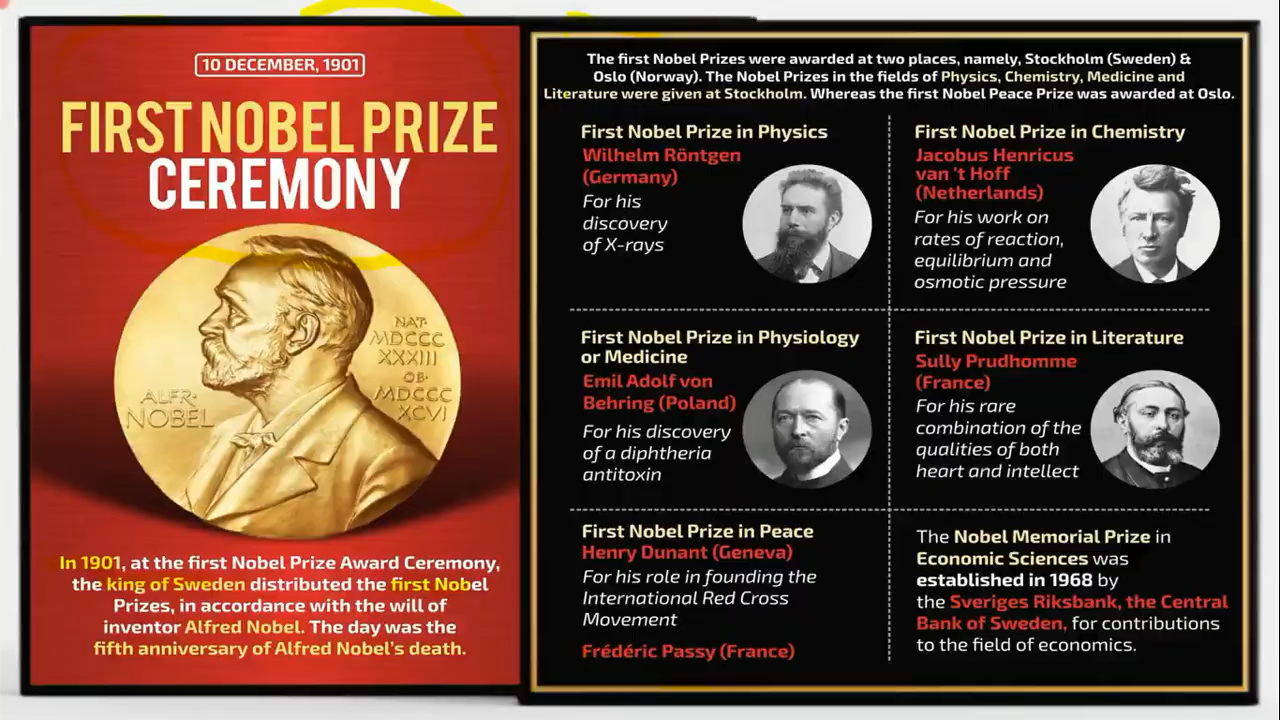 10 DECEMBER, 1901
FIRST NOBEL PRIZE
CEREMONY
ALFR·
NOBEL
NAT·
MDCCC
XXXIII
OB·
MDCCC
XCVI
In 1901, at the first Nobel Prize Award Ceremony,
the king of Sweden distributed the first Nobel
Prizes, in accordance with the will of
inventor Alfred Nobel. The day was the
fifth anniversary of Alfred Nobel's death.
The first Nobel Prizes were awarded at two places, namely, Stockholm (Sweden) &
Oslo (Norway). The Nobel Prizes in the fields of Physics, Chemistry, Medicine and
Literature were given at Stockholm. Whereas the first Nobel Peace Prize was awarded at Oslo.
First Nobel Prize in Physics
Wilhelm Röntgen
(Germany)
For his
discovery
of X-rays
First Nobel Prize in Chemistry
Jacobus Henricus
van 't Hoff
(Netherlands)
For his work on
rates of reaction,
equilibrium and
osmotic pressure
First Nobel Prize in Physiology
or Medicine
Emil Adolf von
Behring (Poland)
For his discovery
of a diphtheria
antitoxin
First Nobel Prize in Literature
Sully Prudhomme
(France)
For his rare
combination of the
qualities of both
heart and intellect
First Nobel Prize in Peace
Henry Dunant (Geneva)
For his role in founding the
International Red Cross
Movement
Frédéric Passy (France)
The Nobel Memorial Prize in
Economic Sciences was
established in 1968 by
the Sveriges Riksbank, the Central
Bank of Sweden, for contributions
to the field of economics.